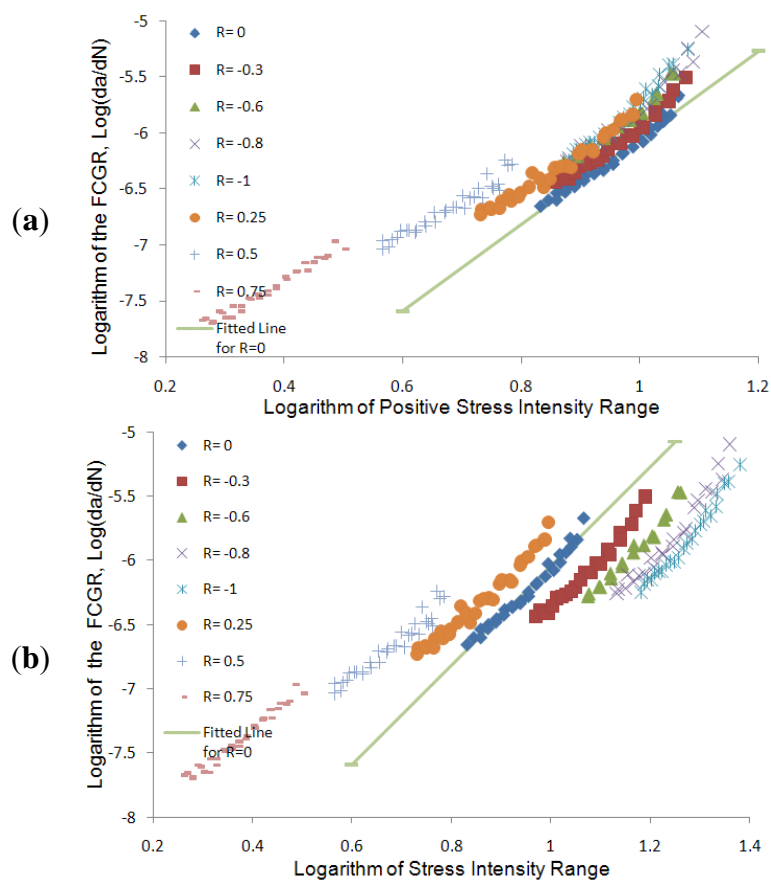 (a)
Logarithm of the FCGR, Log(da/dN)
-5
-5.5
-6
-6.5
-7
-7.5
-8
R= 0
R= -0.3
R= -0.6
R= -0.8
R= -1
R= 0.25
R= 0.5
R= 0.75
Fitted Line
for R=0
0.2
0.4
0.6
0.8
1
1.2
Logarithm of Positive Stress Intensity Range
(b)
Logarithm of the FCGR, Log(da/dN)
-5
-5.5
-6
-6.5
-7
-7.5
-8
R= 0
R= -0.3
R= -0.6
R= -0.8
R= -1
R= 0.25
R= 0.5
R= 0.75
Fitted Line
for R=0
0.2
0.4
0.6
0.8
1
1.2
1.4
Logarithm of Stress Intensity Range